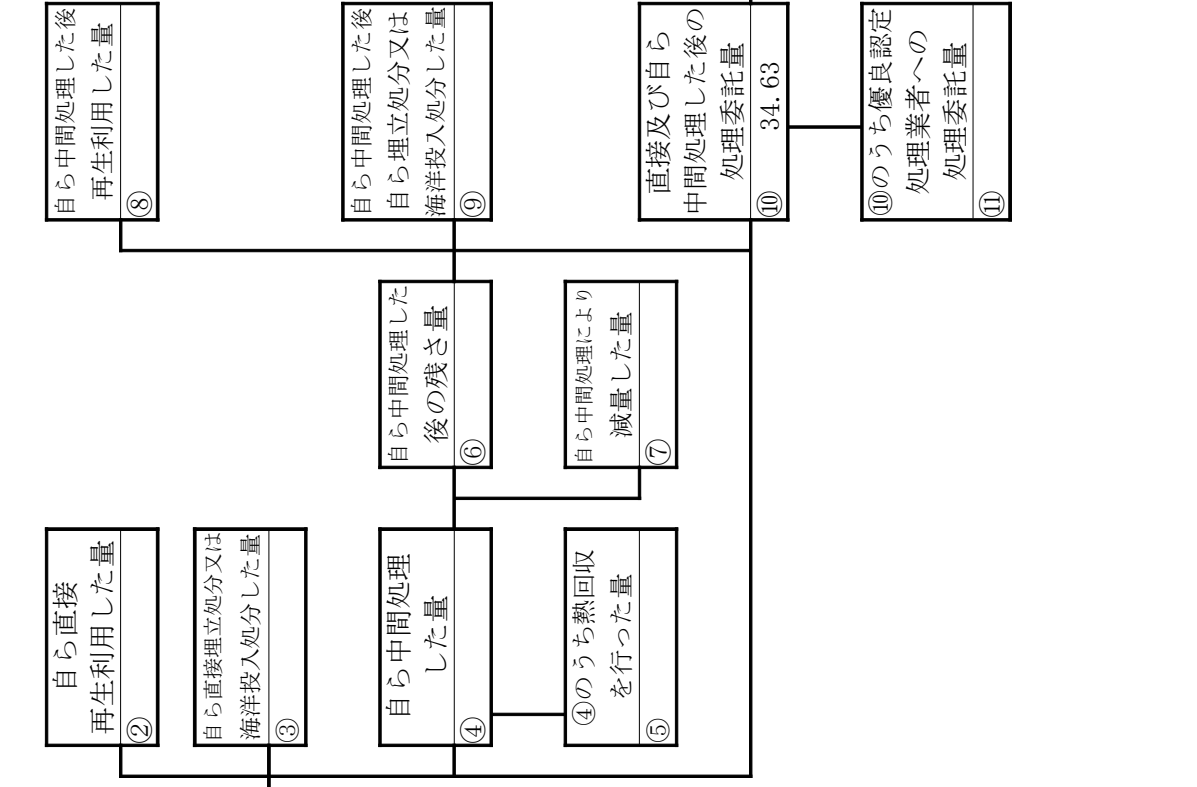 自ら直接
再生利用した量
②
自ら直接埋立処分又は
海洋投入処分した量
③
自ら中間処理
した量
④
④のうち熱回収
を行った量
⑤
自ら中間処理した
後の残さ量
⑥
自ら中間処理により
減量した量
⑦
自ら中間処理した後
再生利用した量
⑧
自ら中間処理した後
自ら埋立処分又は
海洋投入処分した量
⑨
直接及び自ら
中間処理した後の
処理委託量
⑩ 34.63
⑩のうち優良認定
処理業者への
処理委託量
⑪